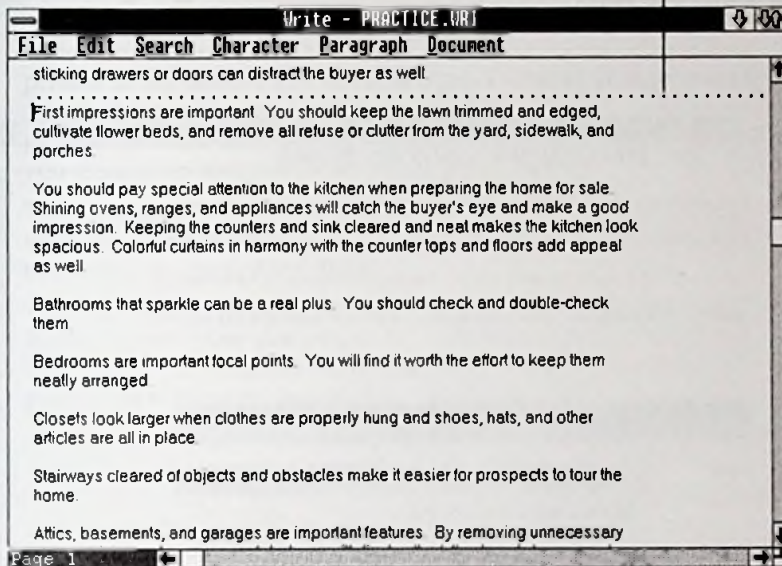 Write - PRACTICE.WRI
File Edit Search Character Paragraph Document
sticking drawers or doors can distract the buyer as well.
First impressions are important. You should keep the lawn trimmed and edged,
cultivate flower beds, and remove all refuse or clutter from the yard, sidewalk, and
porches.
You should pay special attention to the kitchen when preparing the home for sale.
Shining ovens, ranges, and appliances will catch the buyer's eye and make a good
impression. Keeping the counters and sink cleared and neat makes the kitchen look
spacious. Colorful curtains in harmony with the counter tops and floors add appeal
as well.
Bathrooms that sparkle can be a real plus. You should check and double-check
them.
Bedrooms are important focal points. You will find it worth the effort to keep them
neatly arranged.
Closets look larger when clothes are properly hung and shoes, hats, and other
articles are all in place.
Stairways cleared of objects and obstacles make it easier for prospects to tour the
home.
Attics, basements, and garages are important features. By removing unnecessary
Page 1